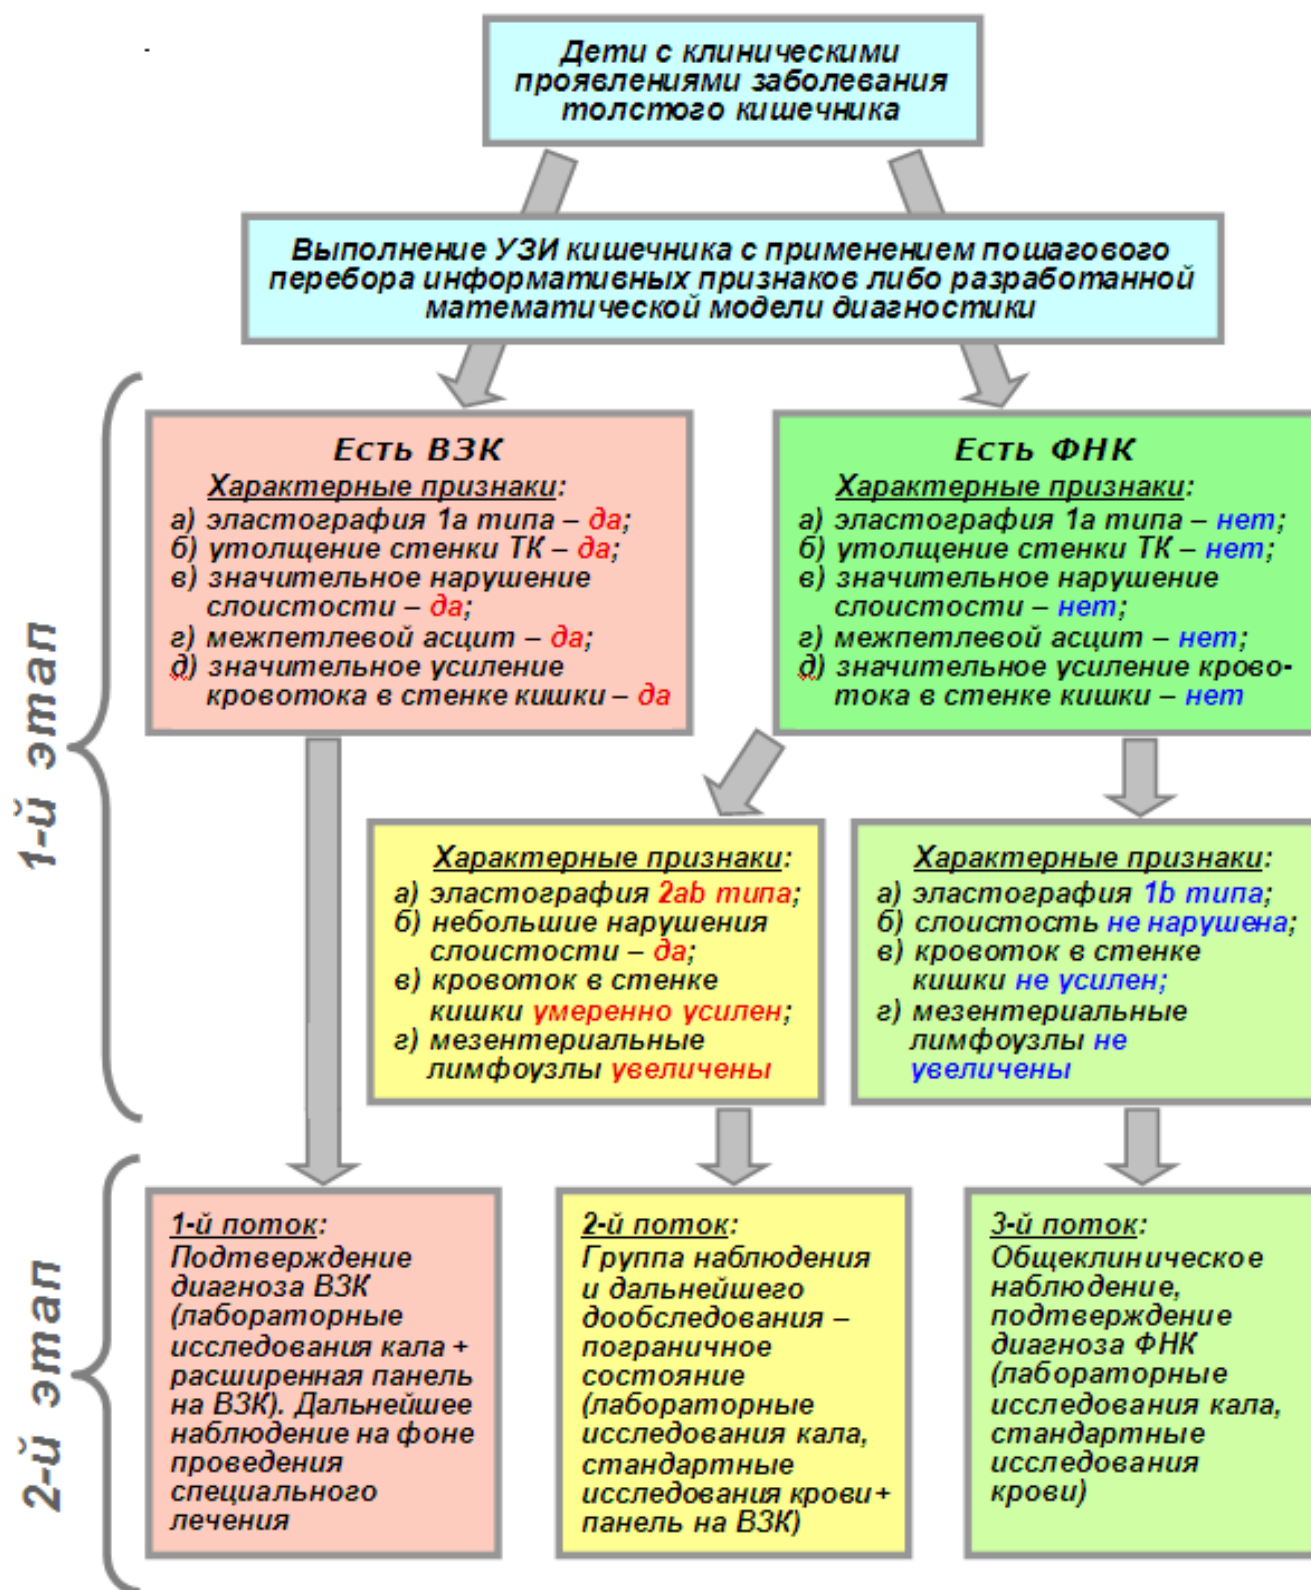 Дети с клиническими
проявлениями заболевания
толстого кишечника
Выполнение УЗИ кишечника с применением пошагового
перебора информативных признаков либо разработанной
математической модели диагностики
1-й этап
Есть ВЗК
Характерные признаки:
а) эластография 1а типа – да;
б) утолщение стенки ТК – да;
в) значительное нарушение
слоистости – да;
г) межпетлевой асцит – да;
д) значительное усиление
кровотока в стенке кишки – да
Есть ФНК
Характерные признаки:
а) эластография 1а типа – нет;
б) утолщение стенки ТК – нет;
в) значительное нарушение
слоистости – нет;
г) межпетлевой асцит – нет;
д) значительное усиление крово-
тока в стенке кишки – нет
Характерные признаки:
а) эластография 2ab типа;
б) небольшие нарушения
слоистости – да;
в) кровоток в стенке
кишки умеренно усилен;
г) мезентериальные
лимфоузлы увеличены
Характерные признаки:
а) эластография 1b типа;
б) слоистость не нарушена;
в) кровоток в стенке
кишки не усилен;
г) мезентериальные
лимфоузлы не
увеличены
2-й этап
1-й поток:
Подтверждение
диагноза ВЗК
(лабораторные
исследования кала +
расширенная панель
на ВЗК). Дальнейшее
наблюдение на фоне
проведения
специального
лечения
2-й поток:
Группа наблюдения
и дальнейшего
дообследования –
пограничное
состояние
(лабораторные
исследования кала,
стандартные
исследования крови+
панель на ВЗК)
3-й поток:
Общеклиническое
наблюдение,
подтверждение
диагноза ФНК
(лабораторные
исследования кала,
стандартные
исследования
крови)